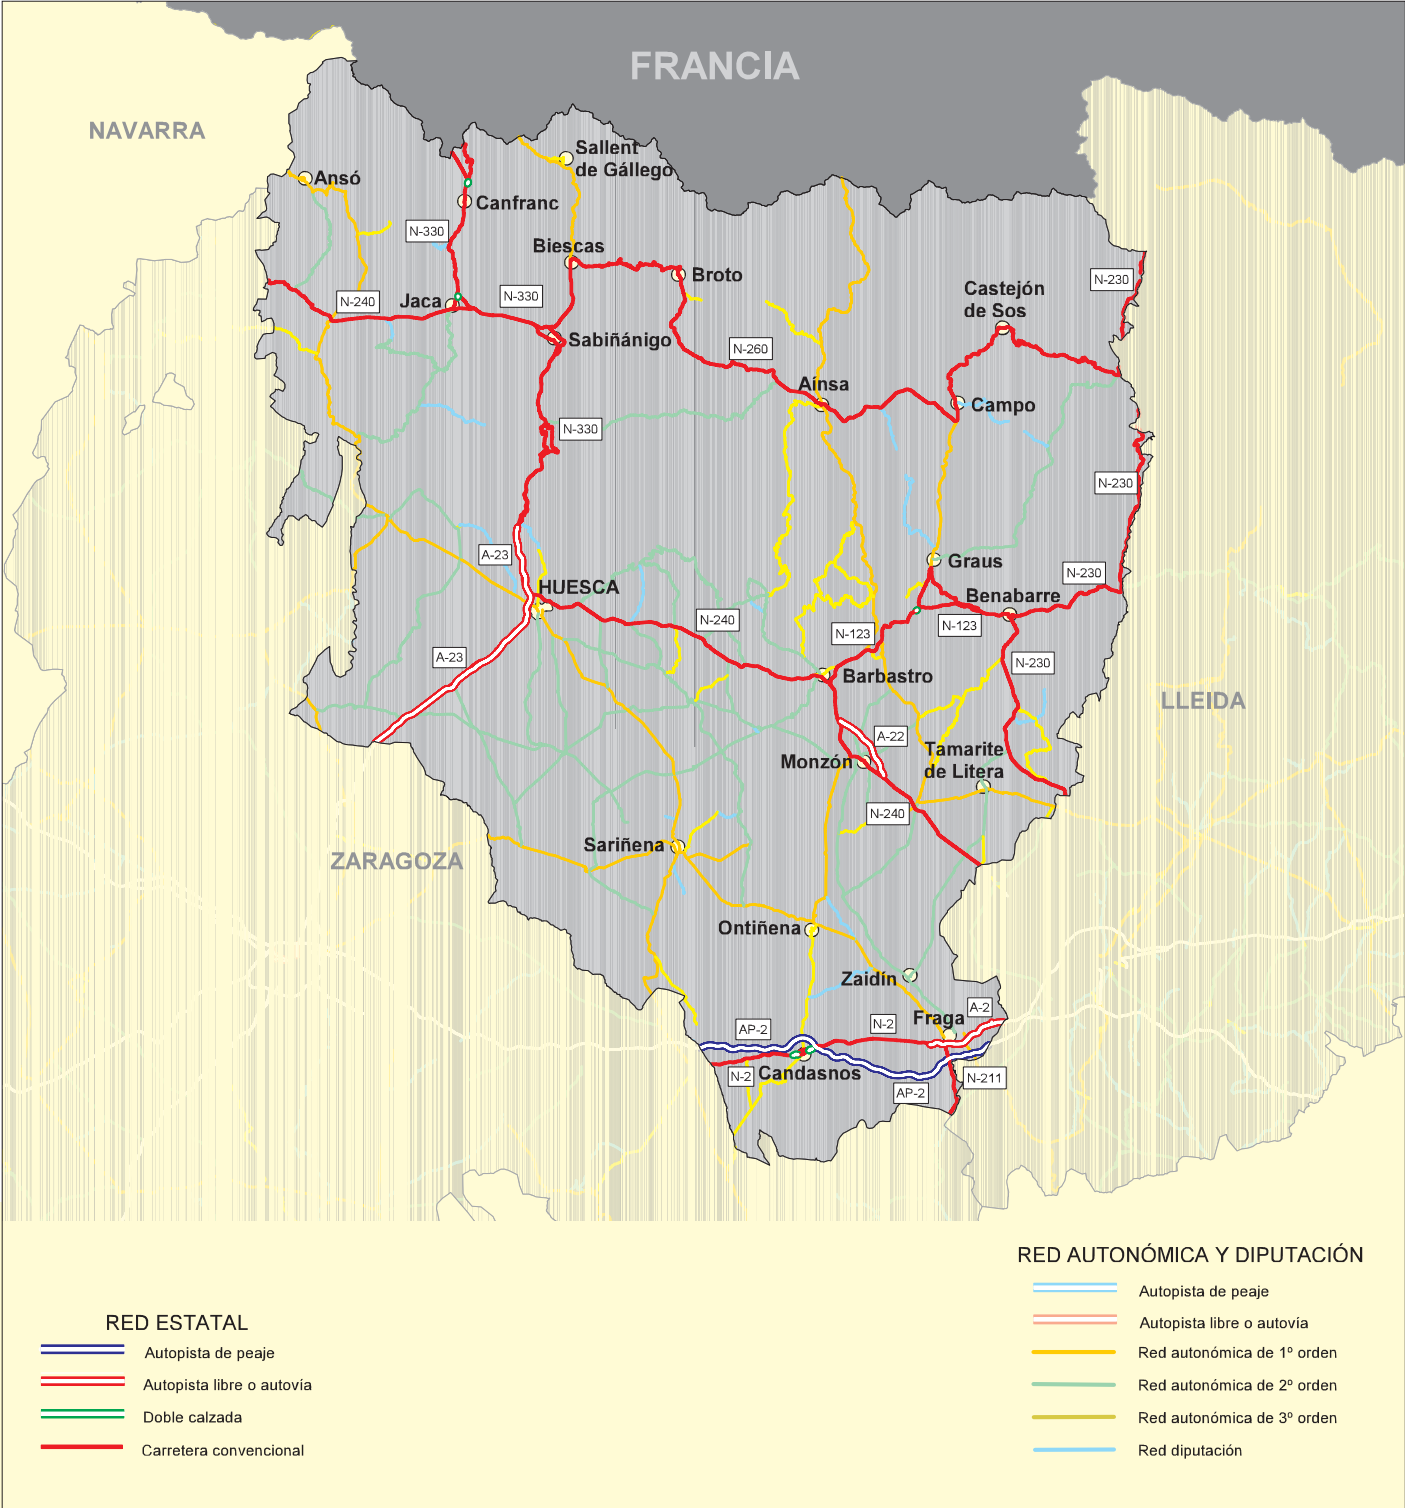 FRANCIA
NAVARRA
Sallent
de Gállego
Ansó
Canfranc
N-330
Biescas
Broto
N-230
Castejón
de Sos
N-240
Jaca
N-330
Sabiñánigo
N-260
Aínsa
Campo
N-330
N-230
A-23
Graus
HUESCA
N-230
Benabarre
N-240
N-123
N-123
A-23
N-230
Barbastro
LLEIDA
A-22
Monzón
Tamarite
de Litera
N-240
Sariñena
ZARAGOZA
Ontiñena
Zaidín
A-2
Fraga
AP-2
N-2
N-2
Candasnos
N-211
AP-2
RED ESTATAL
Autopista de peaje
Autopista libre o autovía
Doble calzada
Carretera convencional
RED AUTONÓMICA Y DIPUTACIÓN
Autopista de peaje
Autopista libre o autovía
Red autonómica de 1º orden
Red autonómica de 2º orden
Red autonómica de 3º orden
Red diputación